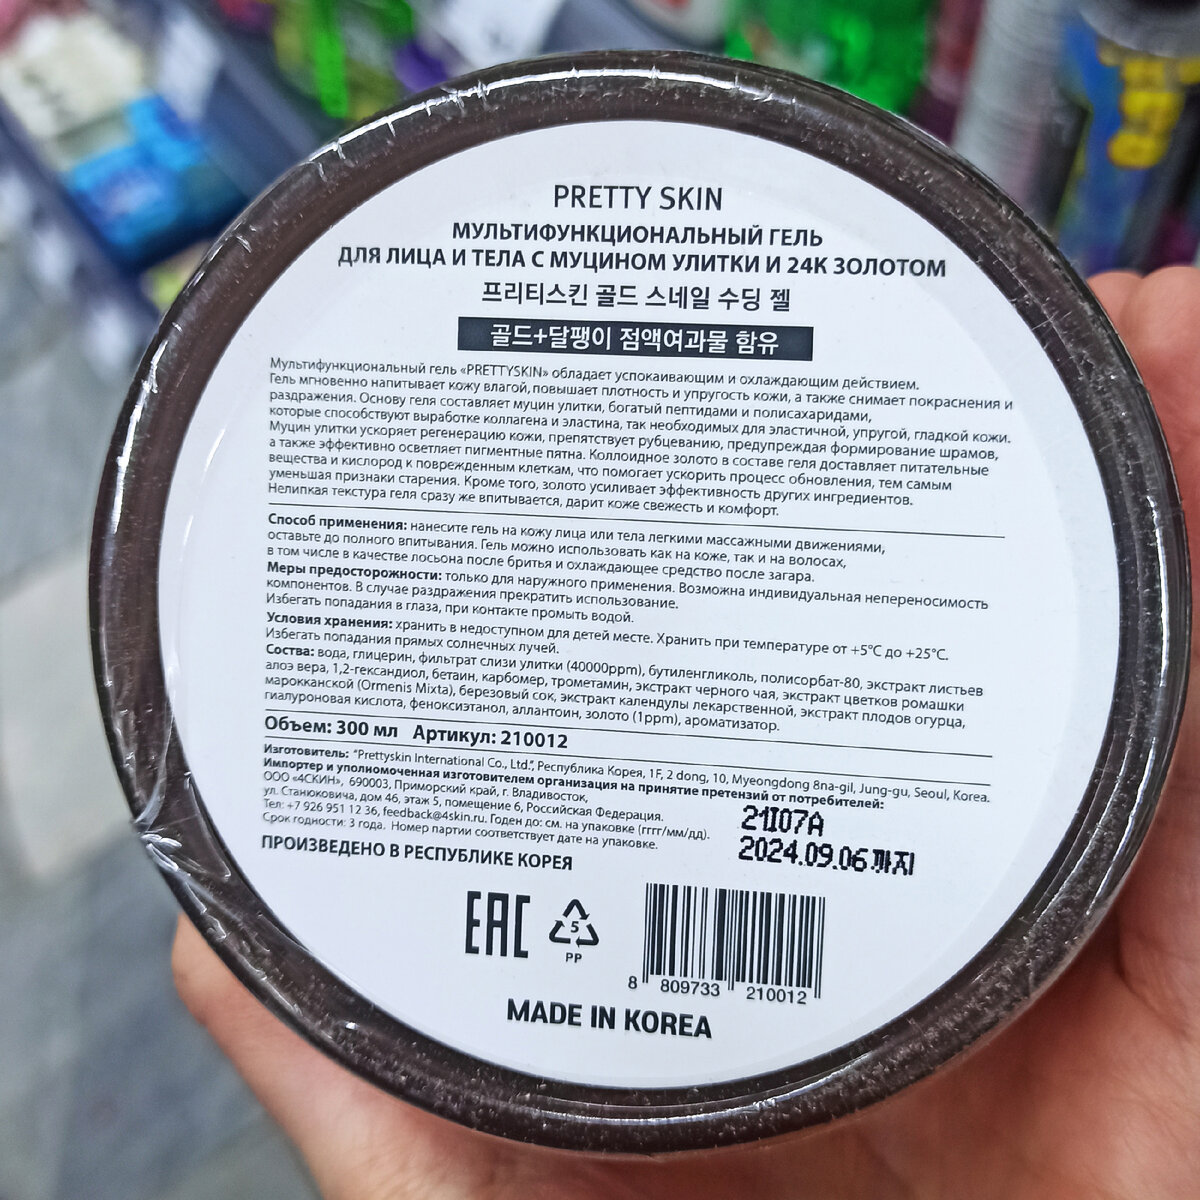 PRETTY SKIN
МУЛЬТИФУНКЦИОНАЛЬНЫЙ ГЕЛЬ
ДЛЯ ЛИЦА И ТЕЛА С МУЦИНОМ УЛИТКИ И 24К ЗОЛОТОМ
프리티스킨 골드 스네일 수딩 젤
골드+달팽이 점액여과물 함유
Мультифункциональный гель «PRETTYSKIN» обладает успокаивающим и охлаждающим действием.
Гель мгновенно напитывает кожу влагой, повышает плотность и упругость кожи, а также снимает покраснения и
раздражения. Основу геля составляет муцин улитки, богатый пептидами и полисахаридами,
которые способствуют выработке коллагена и эластина, так необходимых для эластичной, упругой, гладкой кожи.
Муцин улитки ускоряет регенерацию кожи, препятствует рубцеванию, предупреждая формирование шрамов,
а также эффективно осветляет пигментные пятна. Коллоидное золото в составе геля доставляет питательные
вещества и кислород к поврежденным клеткам, что помогает ускорить процесс обновления, тем самым
уменьшая признаки старения. Кроме того, золото усиливает эффективность других ингредиентов.
Нелипкая текстура геля сразу же впитывается, дарит коже свежесть и комфорт.
Способ применения: нанесите гель на кожу лица или тела легкими массажными движениями,
оставьте до полного впитывания. Гель можно использовать как на коже, так и на волосах,
в том числе в качестве лосьона после бритья и охлаждающее средство после загара.
Меры предосторожности: только для наружного применения. Возможна индивидуальная непереносимость
компонентов. В случае раздражения прекратить использование.
Избегать попадания в глаза, при контакте промыть водой.
Условия хранения: хранить в недоступном для детей месте. Хранить при температуре от +5°С до +25°С.
Избегать попадания прямых солнечных лучей.
Состав: вода, глицерин, фильтрат слизи улитки (40000ppm), бутиленгликоль, полисорбат-80, экстракт листьев
алоэ вера, 1,2-гександиол, бетаин, карбомер, трометамин, экстракт черного чая, экстракт цветков ромашки
марокканской (Ormenis Mixta), березовый сок, экстракт календулы лекарственной, экстракт плодов огурца,
гиалуроновая кислота, феноксиэтанол, аллантоин, золото (1ppm), ароматизатор.
Объем: 300 мл Артикул: 210012
Изготовитель: "Prettyskin International Co., Ltd.", Республика Корея, 1F, 2 dong, 10, Myeongdong 8na-gil, Jung-gu, Seoul, Korea.
Импортер и уполномоченная изготовителем организация на принятие претензий от потребителей:
ООО «4СКИН», 690003, Приморский край, г. Владивосток,
ул. Станюковича, дом 46, этаж 5, помещение 6, Российская Федерация.
Тел: +7 926 951 12 36, feedback@4skin.ru. Годен до: см. на упаковке (гггг/мм/дд).
Срок годности: 3 года. Номер партии соответствует дате на упаковке.
ПРОИЗВЕДЕНО В РЕСПУБЛИКЕ КОРЕЯ
21I07A
2024.09.06까지
EAC
5
PP
8 809733 210012
MADE IN KOREA